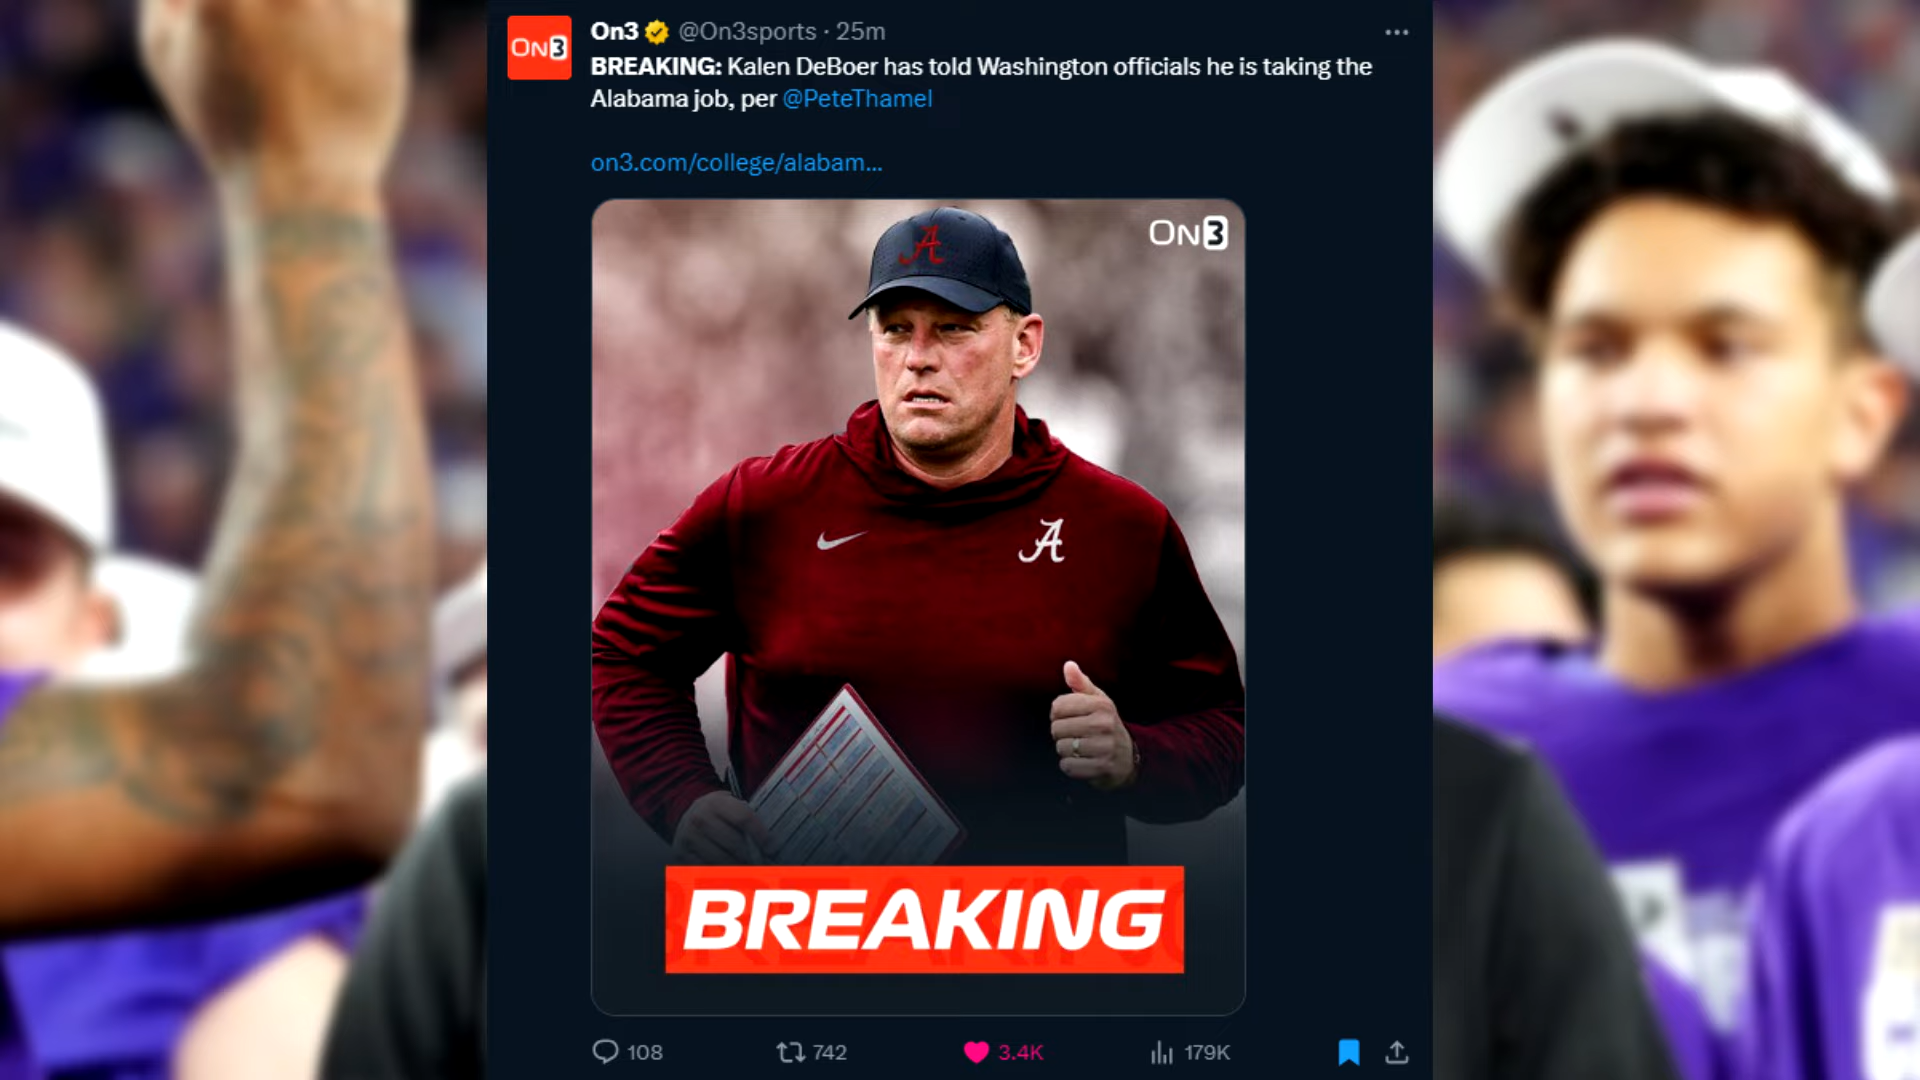 ON3
On3 @On3sports · 25m
BREAKING: Kalen DeBoer has told Washington officials he is taking the
Alabama job, per @PeteThamel
on3.com/college/alabam...
ON3
A
A
BREAKING
108 742 3.4K 179K